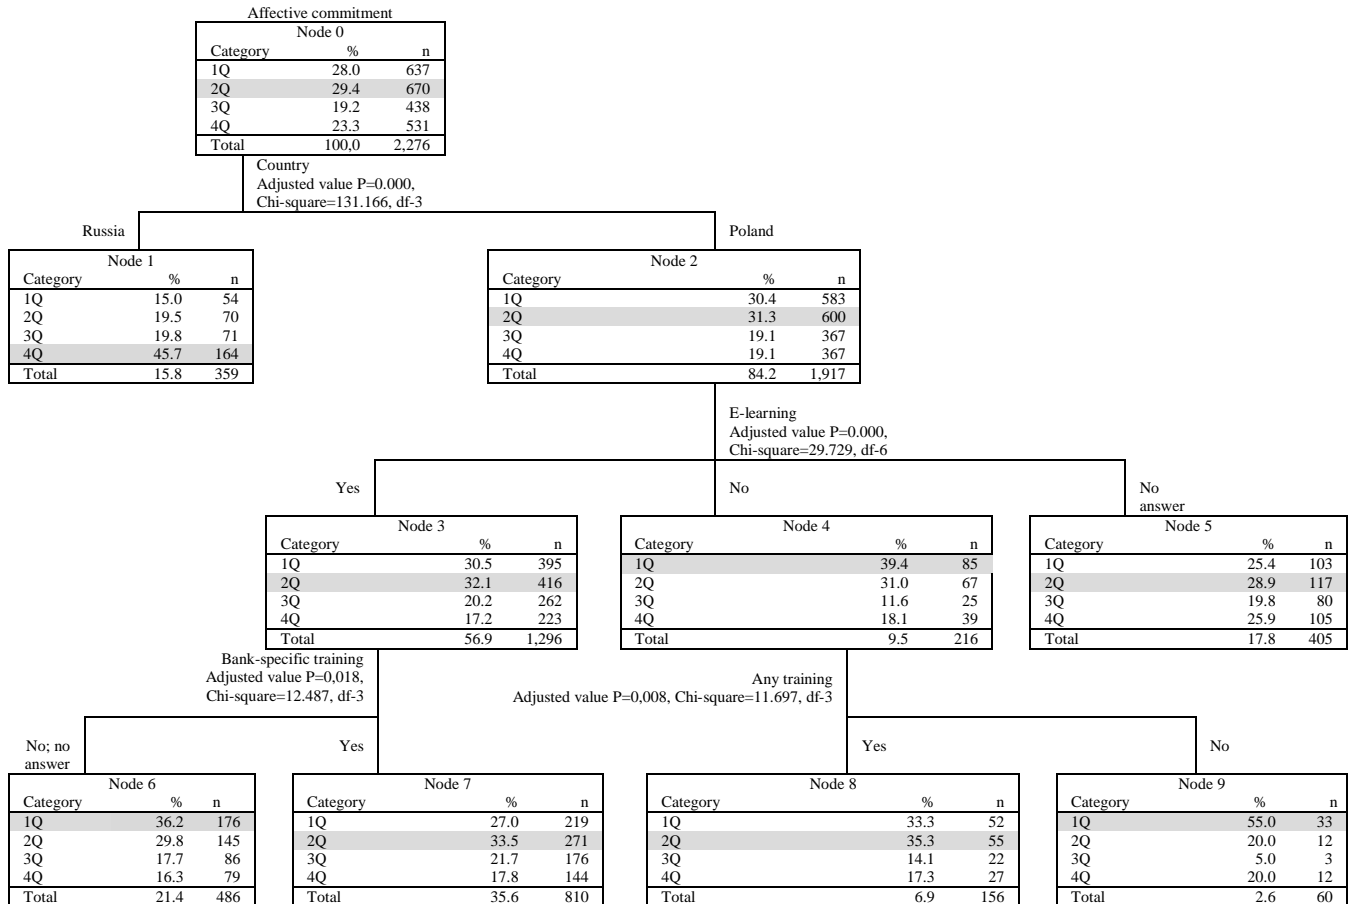 Affective commitment
Node 0
Category % n
1Q 28.0 637
2Q 29.4 670
3Q 19.2 438
4Q 23.3 531
Total 100,0 2,276
Country
Adjusted value P=0.000,
Chi-square=131.166, df-3
Russia
Poland
Node 1
Category % n
1Q 15.0 54
2Q 19.5 70
3Q 19.8 71
4Q 45.7 164
Total 15.8 359
Node 2
Category % n
1Q 30.4 583
2Q 31.3 600
3Q 19.1 367
4Q 19.1 367
Total 84.2 1,917
E-learning
Adjusted value P=0.000,
Chi-square=29.729, df-6
Yes
No
No
answer
Node 3
Category % n
1Q 30.5 395
2Q 32.1 416
3Q 20.2 262
4Q 17.2 223
Total 56.9 1,296
Node 4
Category % n
1Q 39.4 85
2Q 31.0 67
3Q 11.6 25
4Q 18.1 39
Total 9.5 216
Node 5
Category % n
1Q 25.4 103
2Q 28.9 117
3Q 19.8 80
4Q 25.9 105
Total 17.8 405
Bank-specific training
Adjusted value P=0,018,
Chi-square=12.487, df-3
Any training
Adjusted value P=0,008, Chi-square=11.697, df-3
No; no
answer
Yes
Yes
No
Node 6
Category % n
1Q 36.2 176
2Q 29.8 145
3Q 17.7 86
4Q 16.3 79
Total 21.4 486
Node 7
Category % n
1Q 27.0 219
2Q 33.5 271
3Q 21.7 176
4Q 17.8 144
Total 35.6 810
Node 8
Category % n
1Q 33.3 52
2Q 35.3 55
3Q 14.1 22
4Q 17.3 27
Total 6.9 156
Node 9
Category % n
1Q 55.0 33
2Q 20.0 12
3Q 5.0 3
4Q 20.0 12
Total 2.6 60